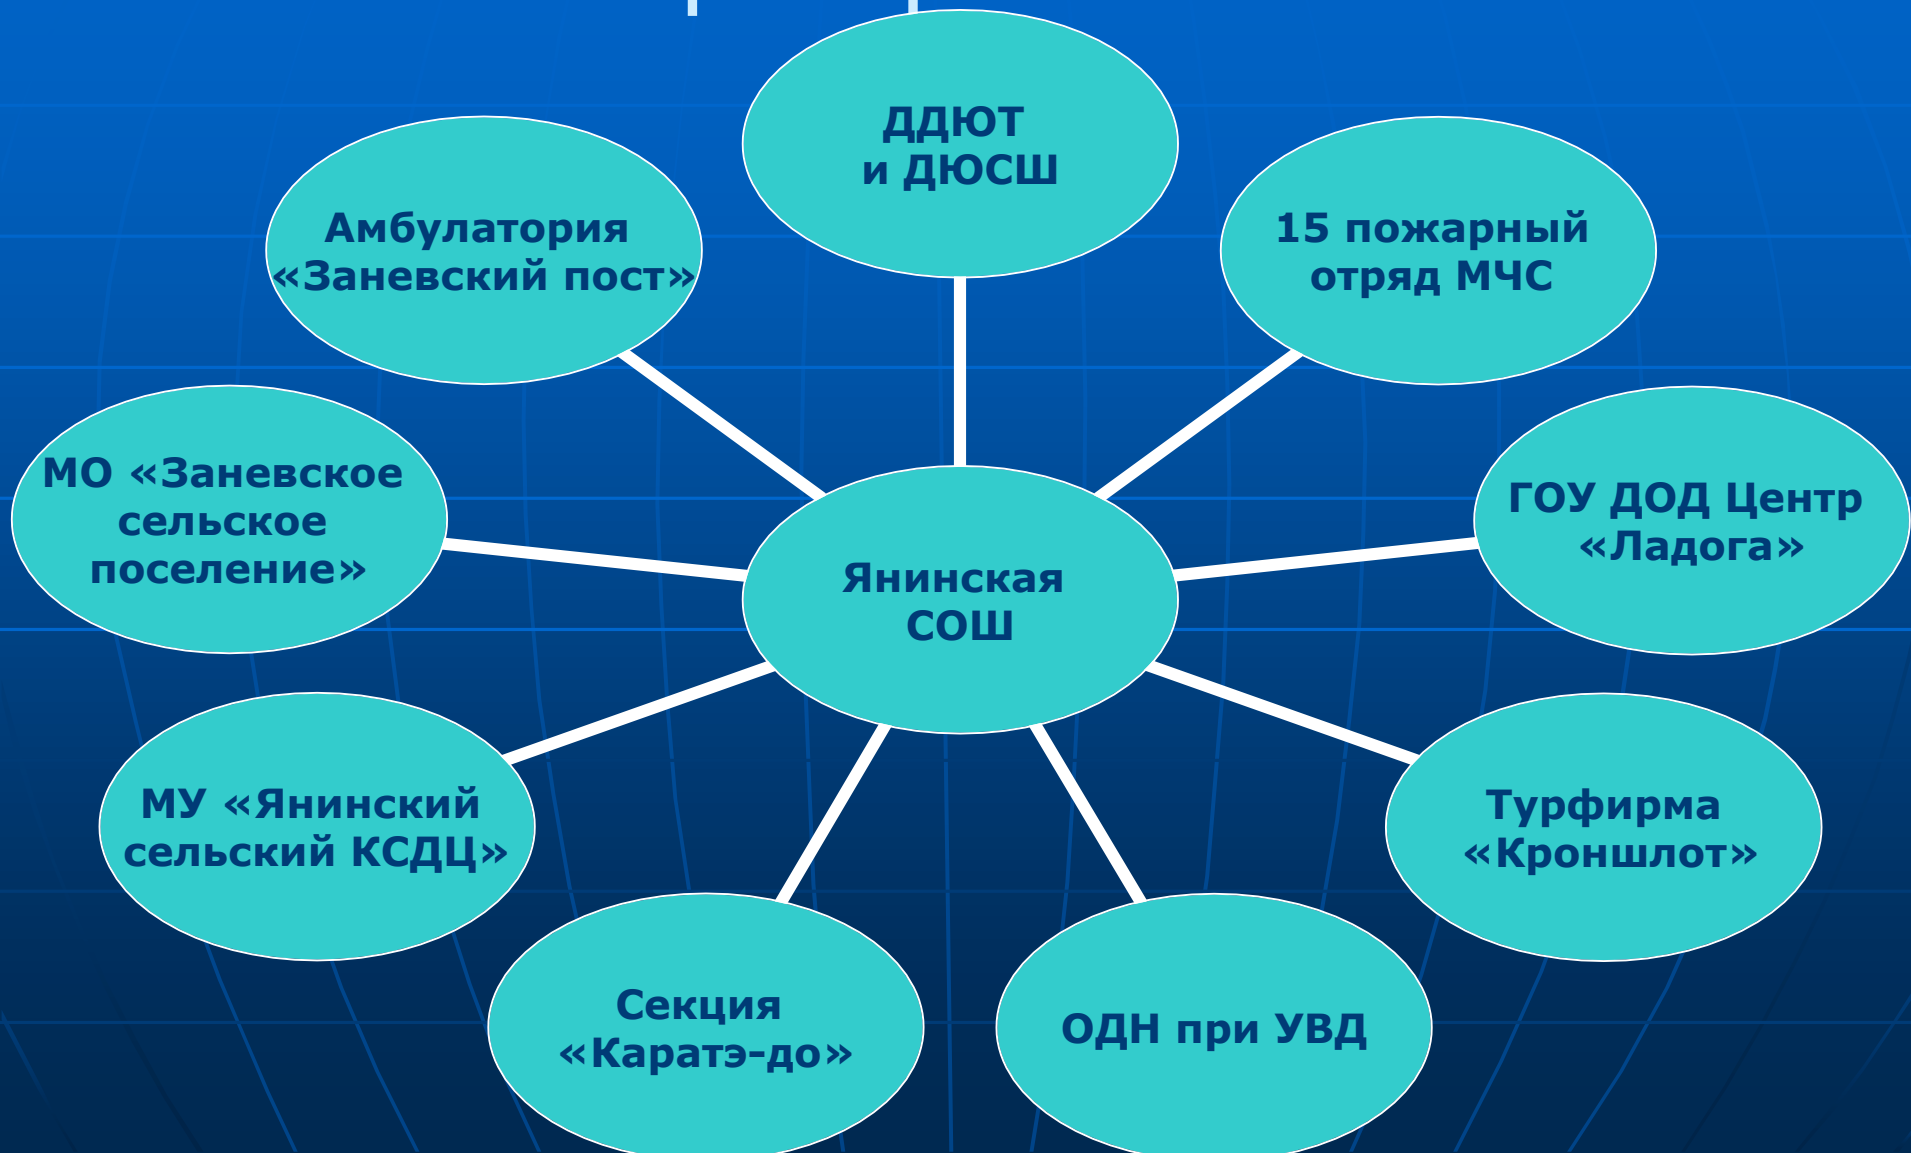 ДДЮТ
и ДЮСШ
Амбулатория
«Заневский пост»
15 пожарный
отряд МЧС
МО «Заневское
сельское
поселение»
ГОУ ДОД Центр
«Ладога»
Янинская
СОШ
МУ «Янинский
сельский КСДЦ»
Турфирма
«Кроншлот»
Секция
«Каратэ-до»
ОДН при УВД